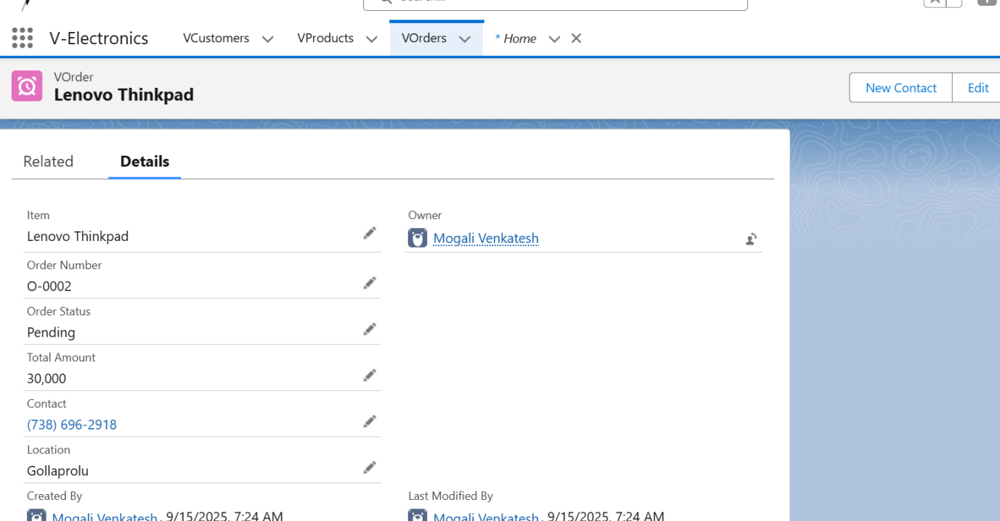 Search...
V-Electronics VCustomers VProducts VOrders * Home
VOrder
Lenovo Thinkpad
New Contact Edit
Related Details
Item
Lenovo Thinkpad
Owner
Mogali Venkatesh
Order Number
O-0002
Order Status
Pending
Total Amount
30,000
Contact
(738) 696-2918
Location
Gollaprolu
Created By
Mogali Venkatesh, 9/15/2025, 7:24 AM
Last Modified By
Mogali Venkatesh, 9/15/2025, 7:24 AM